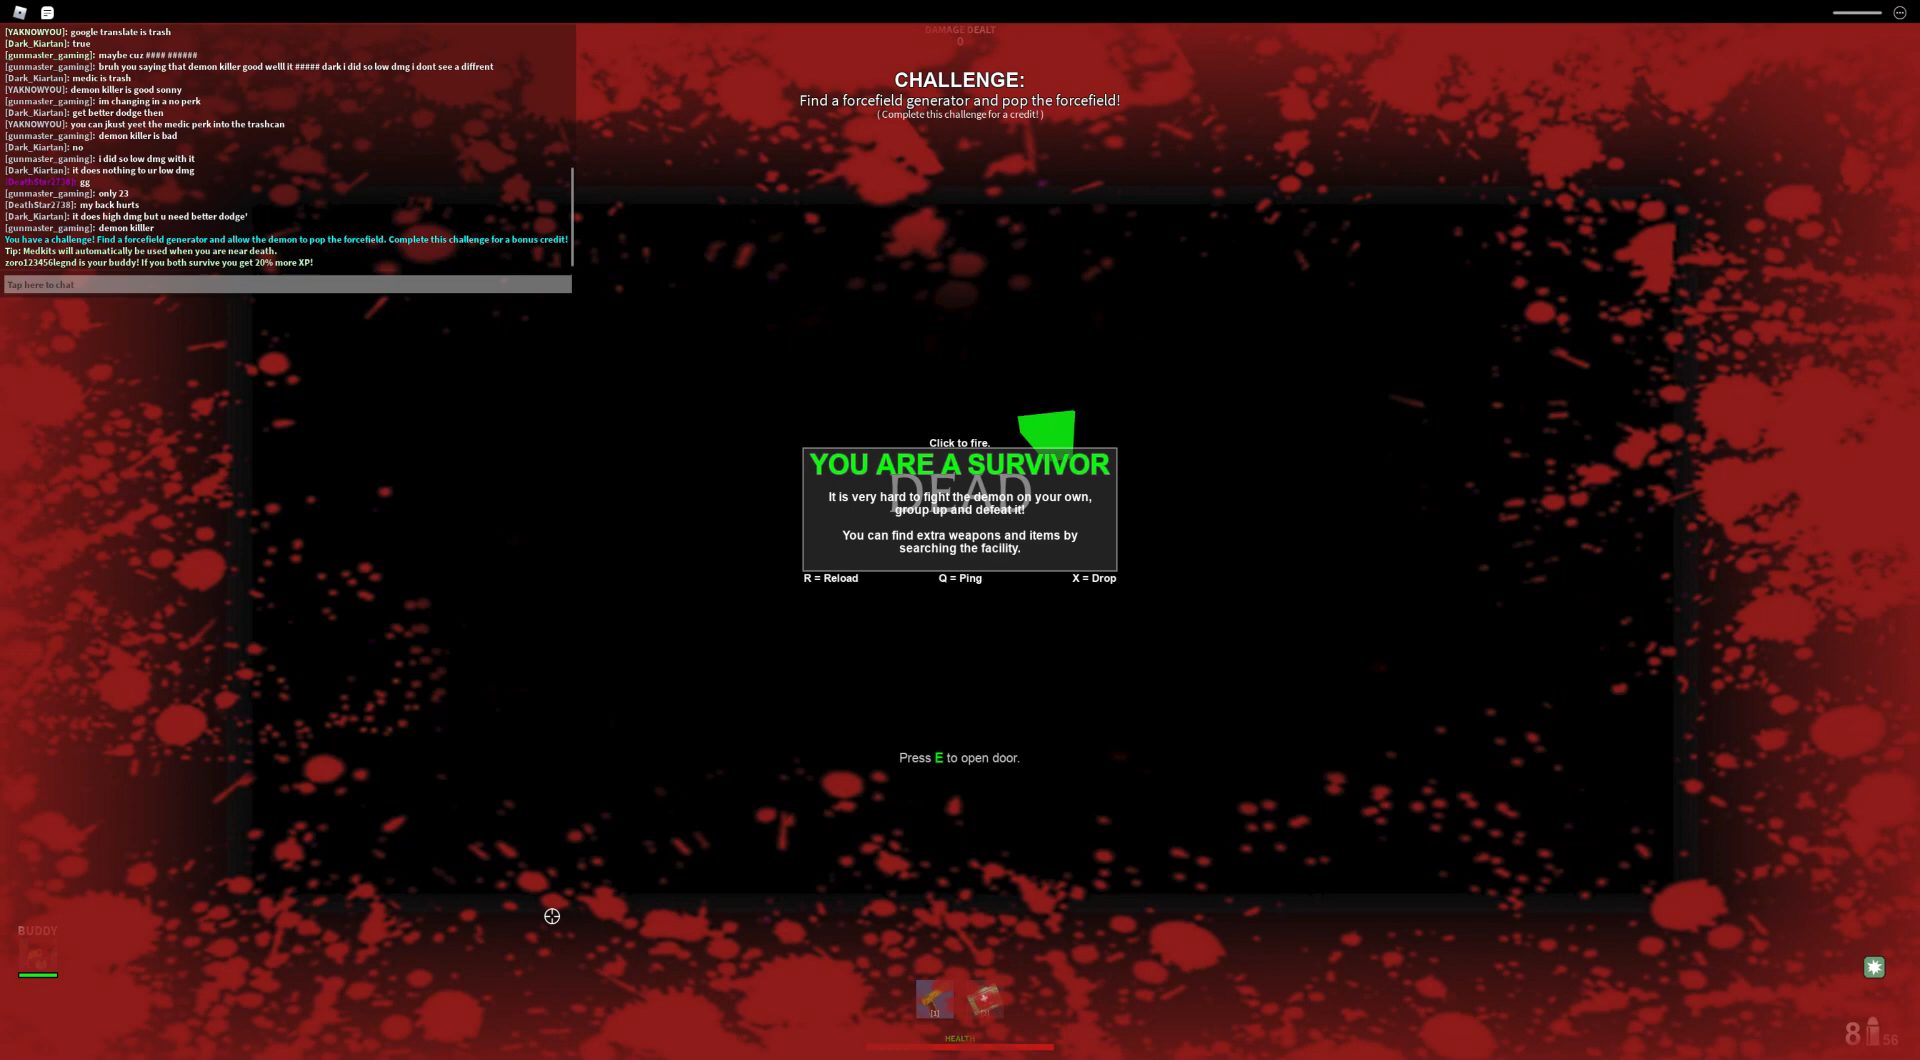 [YAKNOWYOU]: google translate is trash
[Dark_Kiartan]: true
[gunmaster_gaming]: maybe cuz #### ######
[gunmaster_gaming]: bruh you saying that demon killer good welll it ##### dark i did so low dmg i dont see a diffrent
[Dark_Kiartan]: medic is trash
[YAKNOWYOU]: demon killer is good sonny
[gunmaster_gaming]: im changing in a no perk
[Dark_Kiartan]: get better dodge then
[YAKNOWYOU]: you can jkust yeet the medic perk into the trashcan
[gunmaster_gaming]: demon killer is bad
[Dark_Kiartan]: no
[gunmaster_gaming]: i did so low dmg with it
[Dark_Kiartan]: it does nothing to ur low dmg
[DeathStar2738]: gg
[gunmaster_gaming]: only 23
[DeathStar2738]: my back hurts
[Dark_Kiartan]: it does high dmg but u need better dodge'
[gunmaster_gaming]: demon killler
You have a challenge! Find a forcefield generator and allow the demon to pop the forcefield. Complete this challenge for a bonus credit!
Tip: Medkits will automatically be used when you are near death.
zoro123456legnd is your buddy! If you both survive you get 20% more XP!
Tap here to chat
DAMAGE DEALT
0
CHALLENGE:
Find a forcefield generator and pop the forcefield!
( Complete this challenge for a credit! )
Click to fire.
YOU ARE A SURVIVOR
DEAD
It is very hard to fight the demon on your own,
group up and defeat it!
You can find extra weapons and items by
searching the facility.
R = Reload Q = Ping X = Drop
Press E to open door.
BUDDY
[1]
HEALTH
8 56